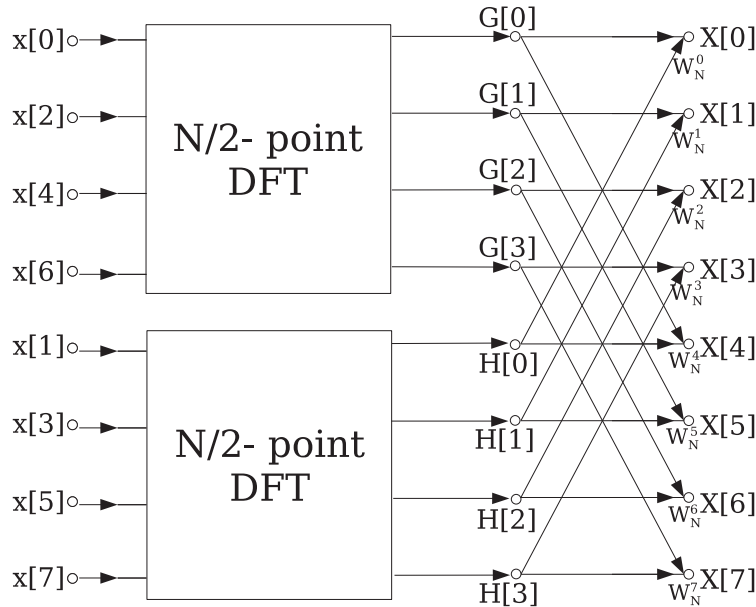 x[0]
x[2]
x[4]
x[6]
N/2- point
DFT
x[1]
x[3]
x[5]
x[7]
N/2- point
DFT
G[0]
G[1]
G[2]
G[3]
H[0]
H[1]
H[2]
H[3]
W_N^0 X[0]
W_N^1 X[1]
W_N^2 X[2]
W_N^3 X[3]
W_N^4 X[4]
W_N^5 X[5]
W_N^6 X[6]
W_N^7 X[7]